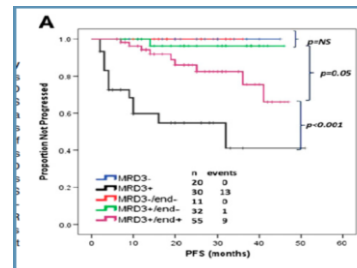 A
1.0
0.8
0.6
0.4
0.2
0.0
Proportion Not Progressed
p=NS
p=0.05
p<0.001
n events
MRD3- 20 0
MRD3+ 30 13
MRD3-/end- 11 0
MRD3+/end- 32 1
MRD3+/end+ 55 9
0 10 20 30 40 50 60
PFS (months)